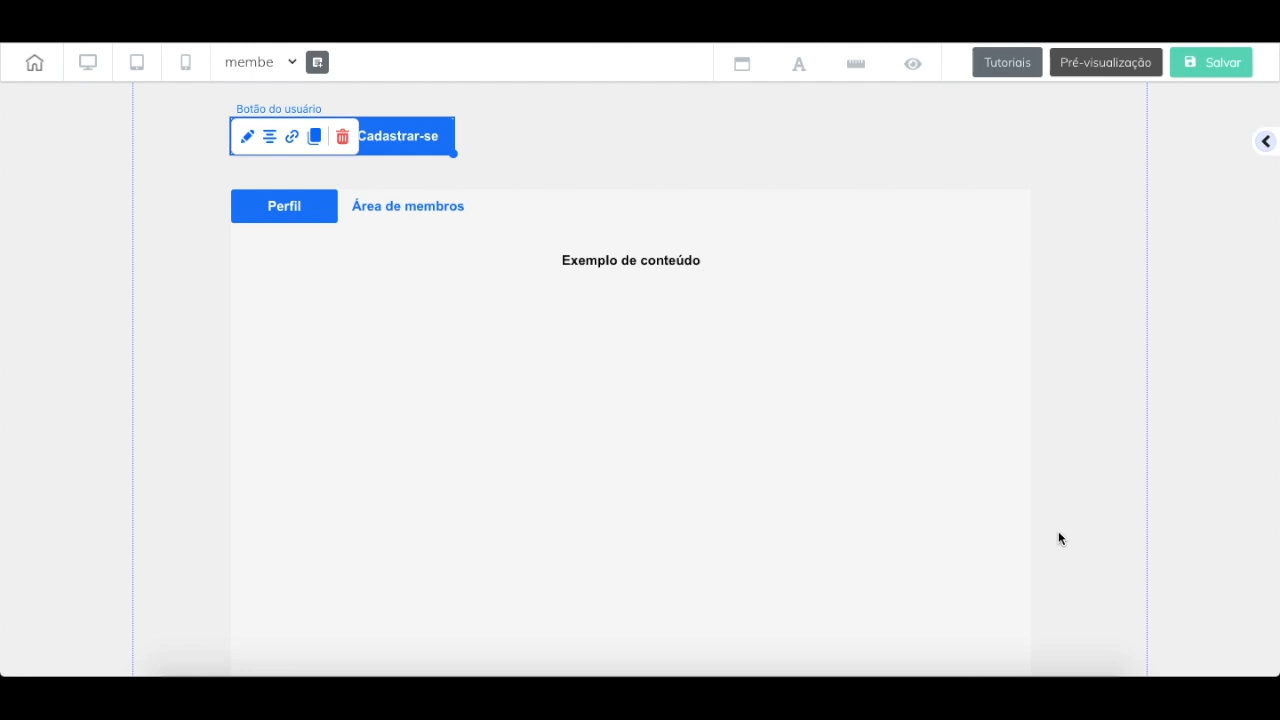 membe
Tutoriais
Pré-visualização
Salvar
Botão do usuário
Cadastrar-se
Perfil
Área de membros
Exemplo de conteúdo